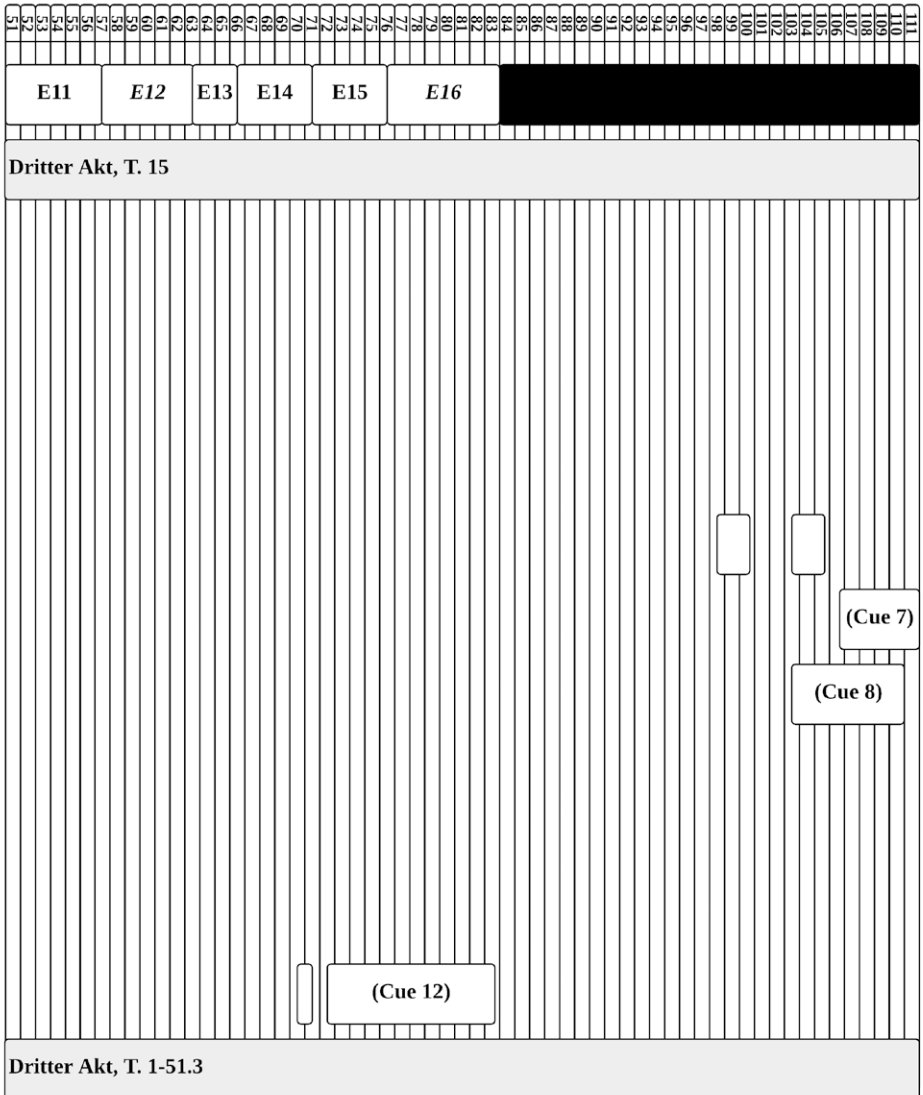 51 52 53 54 55 56 57 58 59 60 61 62 63 64 65 66 67 68 69 70 71 72 73 74 75 76 77 78 79 80 81 82 83 84 85 86 87 88 89 90 91 92 93 94 95 96 97 98 99 100 101 102 103 104 105 106 107 108 109 110 111
E11 E12 E13 E14 E15 E16
Dritter Akt, T. 15
(Cue 7)
(Cue 8)
(Cue 12)
Dritter Akt, T. 1-51.3